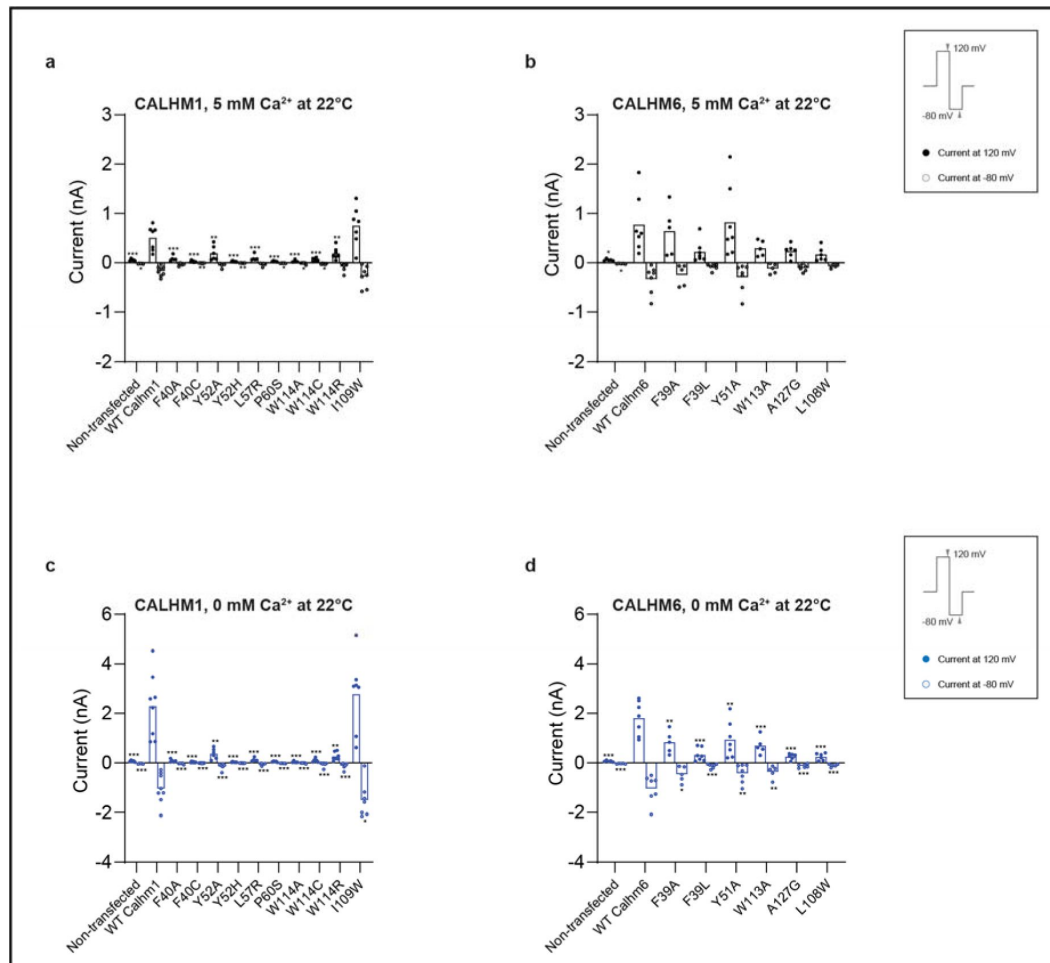 a
CALHM1, 5 mM Ca²⁺ at 22°C
Current (nA)
3
2
1
0
-1
-2
*** *** *** ** *** *** *** *** *** **
Non-transfected
WT Calhm1
F40A
F40C
Y52A
Y52H
L57R
P60S
W114A
W114C
W114R
I109W
b
CALHM6, 5 mM Ca²⁺ at 22°C
Current (nA)
3
2
1
0
-1
-2
Non-transfected
WT Calhm6
F39A
F39L
Y51A
W113A
A127G
L108W
120 mV
-80 mV
Current at 120 mV
Current at -80 mV
c
CALHM1, 0 mM Ca²⁺ at 22°C
Current (nA)
6
4
2
0
-2
-4
*** *** *** ** *** *** *** *** *** **
*** *** *** *** *** *** *** *** *** *** *
Non-transfected
WT Calhm1
F40A
F40C
Y52A
Y52H
L57R
P60S
W114A
W114C
W114R
I109W
d
CALHM6, 0 mM Ca²⁺ at 22°C
Current (nA)
6
4
2
0
-2
-4
*** ** *** ** *** *** ***
*** * *** ** ** *** ***
Non-transfected
WT Calhm6
F39A
F39L
Y51A
W113A
A127G
L108W
120 mV
-80 mV
Current at 120 mV
Current at -80 mV